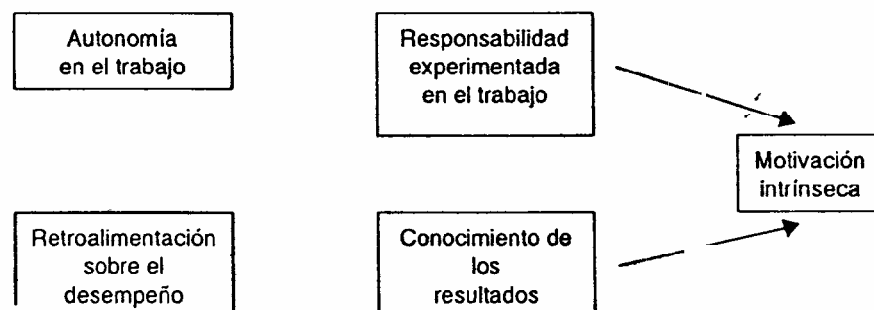 Autonomía
en el trabajo
Responsabilidad
experimentada
en el trabajo
Motivación
intrínseca
Retroalimentación
sobre el
desempeño
Conocimiento de
los
resultados